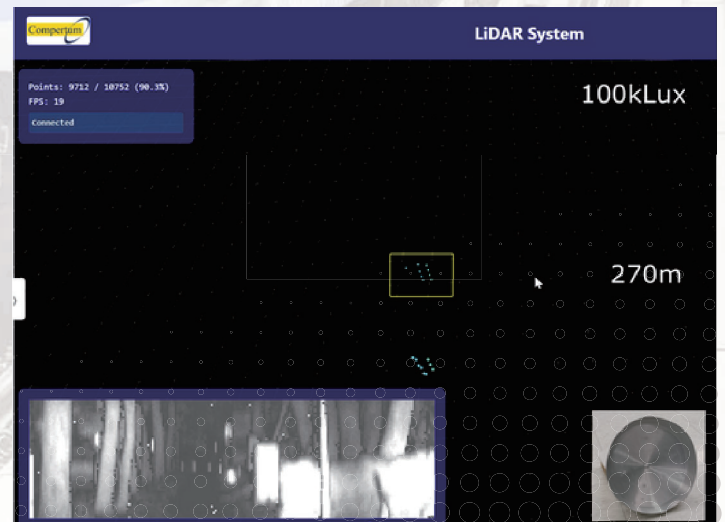 Compertum
LiDAR System
Points: 9712 / 10752 (90.3%)
FPS: 19
Connected
100kLux
270m